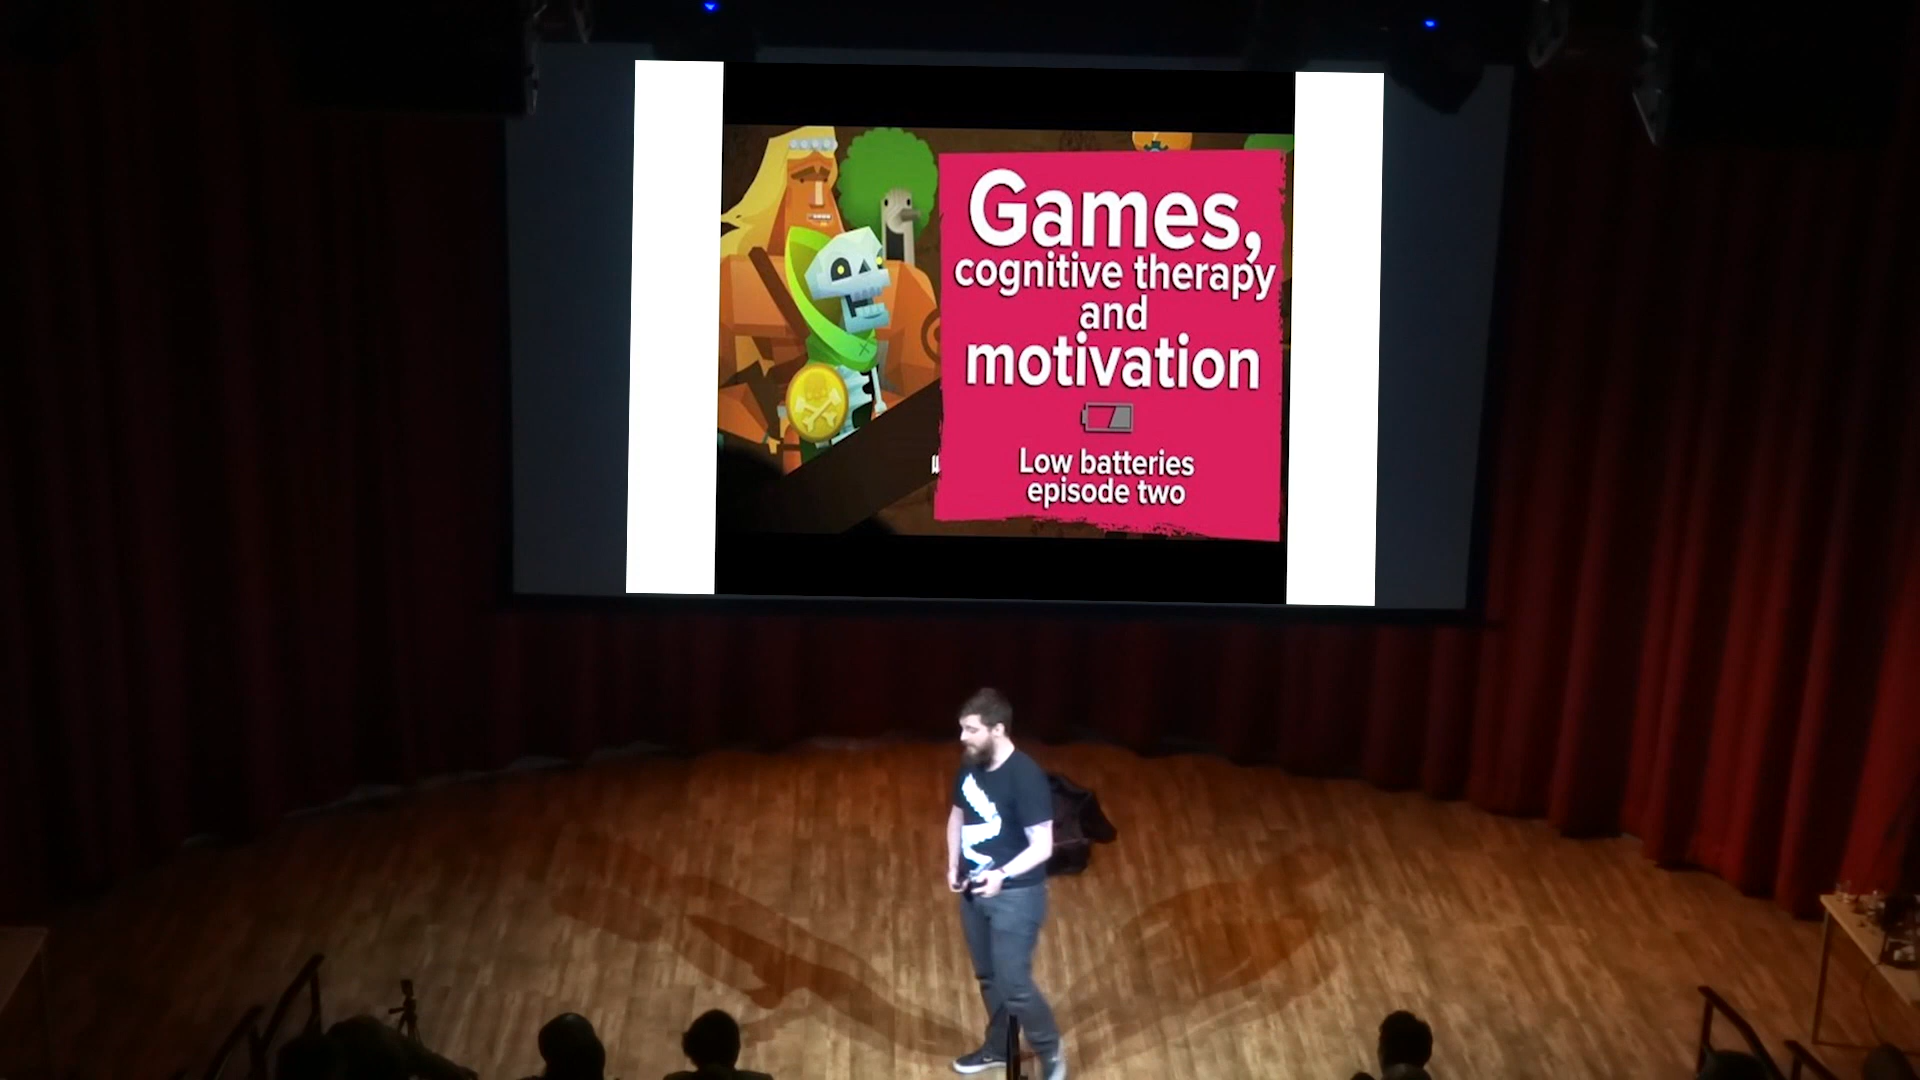 Games,
cognitive therapy
and
motivation
Low batteries
episode two